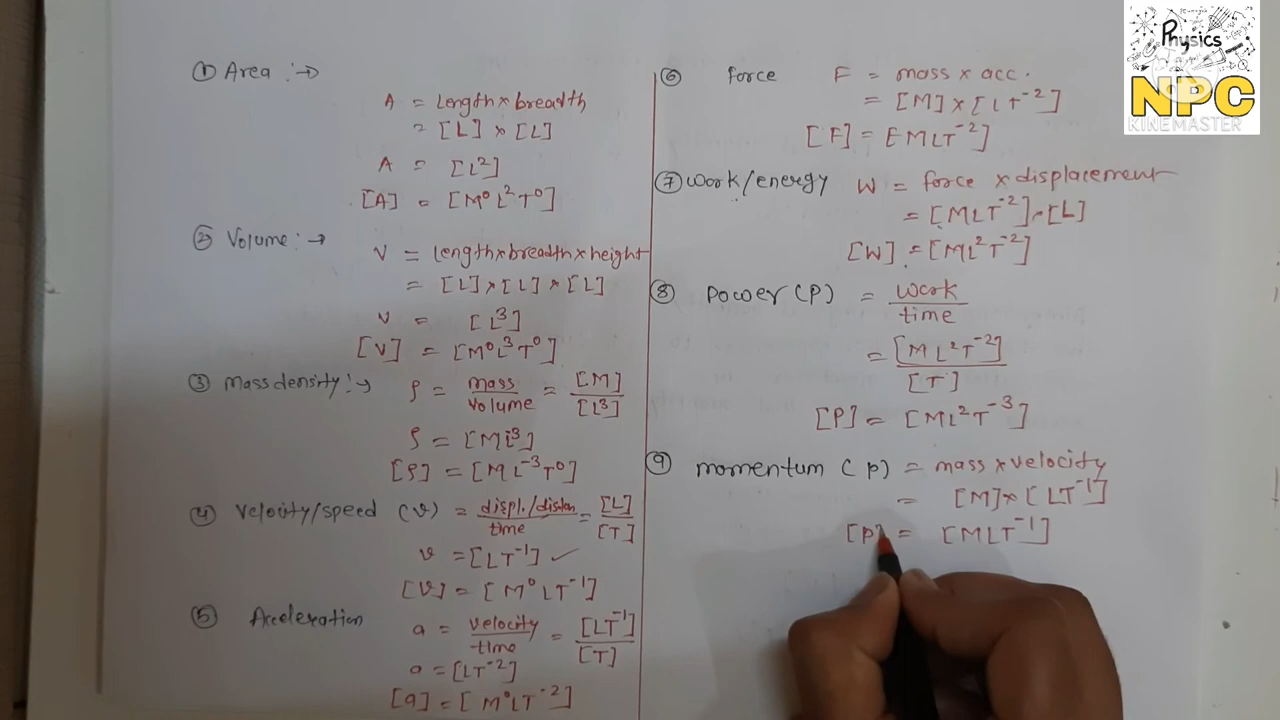 ① Area :→
A = Length × breadth
= [L] × [L]
A = [L²]
[A] = [M⁰L²T⁰]
② Volume :→
V = length×breadth×height
= [L] × [L] × [L]
V = [L³]
[V] = [M⁰L³T⁰]
③ Mass density :→ ρ = mass/volume = [M]/[L³]
ρ = [ML⁻³]
[ρ] = [ML⁻³T⁰]
④ Velocity/speed (v) = displ./distan/time = [L]/[T]
v = [LT⁻¹] ✓
[v] = [M⁰LT⁻¹]
⑤ Acceleration a = velocity/time = [LT⁻¹]/[T]
a = [LT⁻²]
[a] = [M⁰LT⁻²]
⑥ force F = mass × acc.
= [M] × [LT⁻²]
[F] = [MLT⁻²]
⑦ work/energy W = force × displacement
= [MLT⁻²] · [L]
[W] = [ML²T⁻²]
⑧ Power (P) = work/time
= [ML²T⁻²]/[T]
[P] = [ML²T⁻³]
⑨ momentum (p) = mass × velocity
= [M] × [LT⁻¹]
[p] = [MLT⁻¹]
Physics
NPC
KINEMASTER